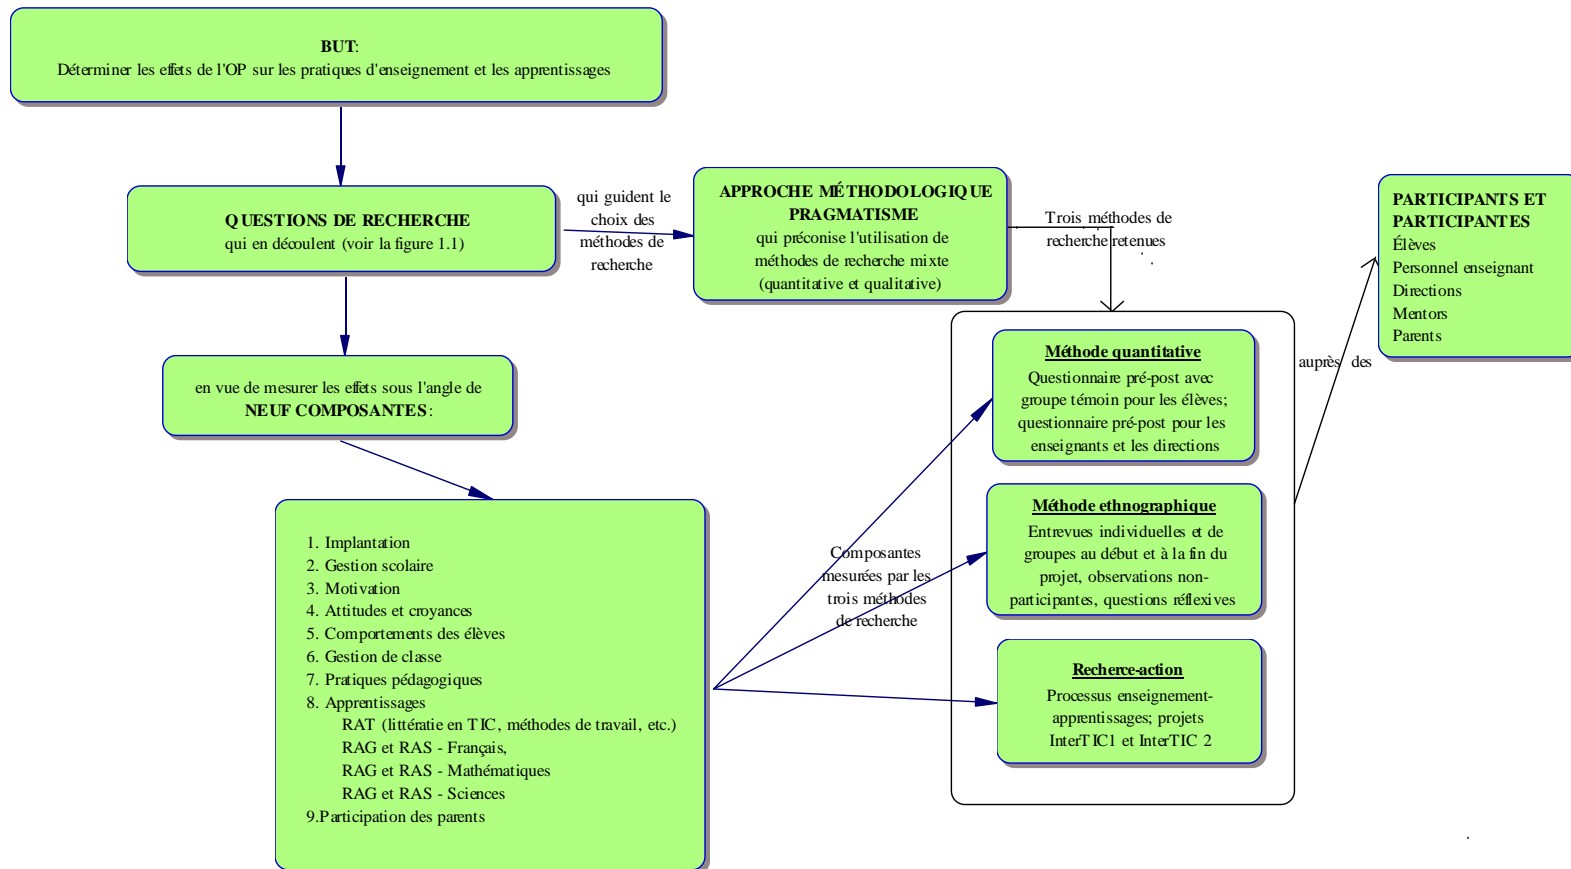 BUT:
Déterminer les effets de l'OP sur les pratiques d'enseignement et les apprentissages
QUESTIONS DE RECHERCHE
qui en découlent (voir la figure 1.1)
qui guident le
choix des
méthodes de
recherche
APPROCHE MÉTHODOLOGIQUE
PRAGMATISME
qui préconise l'utilisation de
méthodes de recherche mixte
(quantitative et qualitative)
Trois méthodes de
recherche retenues
PARTICIPANTS ET
PARTICIPANTES
Élèves
Personnel enseignant
Directions
Mentors
Parents
auprès des
en vue de mesurer les effets sous l'angle de
NEUF COMPOSANTES:
1. Implantation
2. Gestion scolaire
3. Motivation
4. Attitudes et croyances
5. Comportements des élèves
6. Gestion de classe
7. Pratiques pédagogiques
8. Apprentissages
RAT (littératie en TIC, méthodes de travail, etc.)
RAG et RAS - Français,
RAG et RAS - Mathématiques
RAG et RAS - Sciences
9.Participation des parents
Composantes
mesurées par les
trois méthodes
de recherche
Méthode quantitative
Questionnaire pré-post avec
groupe témoin pour les élèves;
questionnaire pré-post pour les
enseignants et les directions
Méthode ethnographique
Entrevues individuelles et de
groupes au début et à la fin du
projet, observations non-
participantes, questions réflexives
Recherce-action
Processus enseignement-
apprentissages; projets
InterTIC1 et InterTIC 2